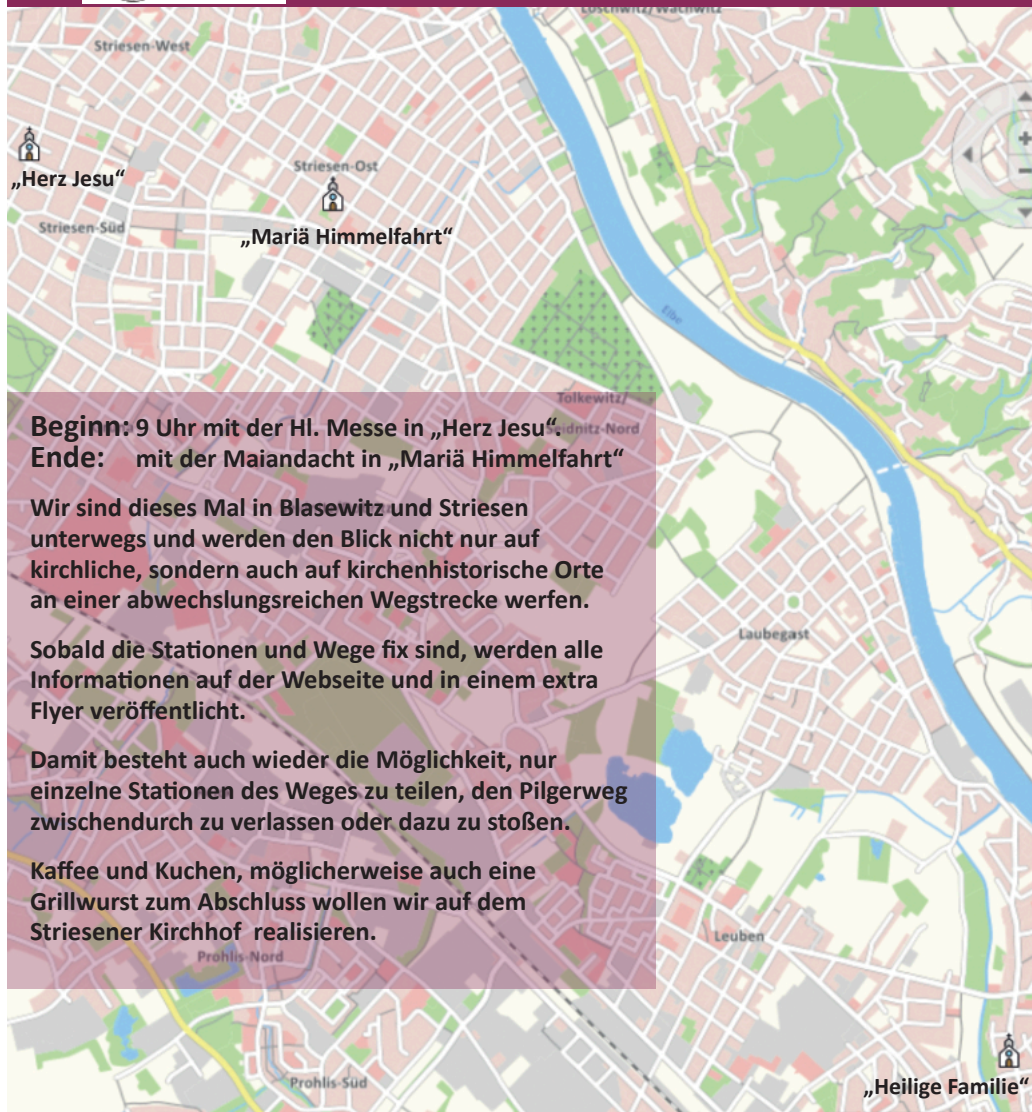 Loschwitz/Wachwitz
Striesen-West
„Herz Jesu“
Striesen-Ost
Striesen-Süd
„Mariä Himmelfahrt“
Elbe
Tolkewitz/
Seidnitz-Nord
Beginn: 9 Uhr mit der Hl. Messe in „Herz Jesu“.
Ende: mit der Maiandacht in „Mariä Himmelfahrt“
Wir sind dieses Mal in Blasewitz und Striesen
unterwegs und werden den Blick nicht nur auf
kirchliche, sondern auch auf kirchenhistorische Orte
an einer abwechslungsreichen Wegstrecke werfen.
Sobald die Stationen und Wege fix sind, werden alle
Informationen auf der Webseite und in einem extra
Flyer veröffentlicht.
Damit besteht auch wieder die Möglichkeit, nur
einzelne Stationen des Weges zu teilen, den Pilgerweg
zwischendurch zu verlassen oder dazu zu stoßen.
Kaffee und Kuchen, möglicherweise auch eine
Grillwurst zum Abschluss wollen wir auf dem
Striesener Kirchhof realisieren.
Laubegast
Leuben
Prohlis-Nord
Prohlis-Süd
„Heilige Familie“